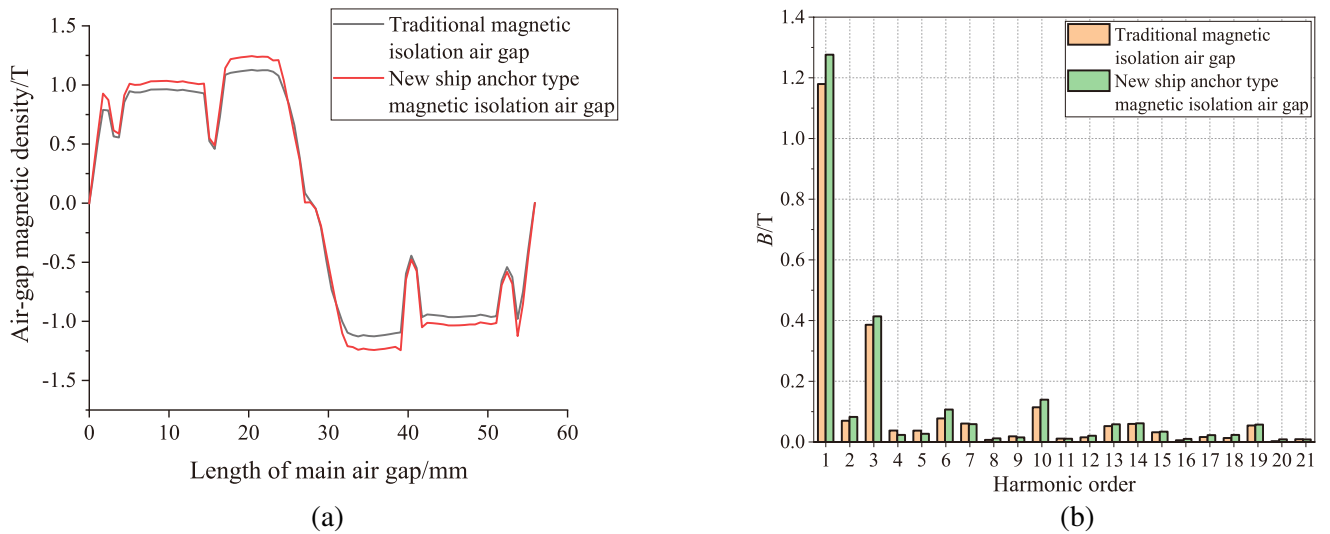 Traditional magnetic
isolation air gap
New ship anchor type
magnetic isolation air gap
Air-gap magnetic density/T
1.5
1.0
0.5
0.0
-0.5
-1.0
-1.5
0 10 20 30 40 50 60
Length of main air gap/mm
(a)
Traditional magnetic
isolation air gap
New ship anchor type
magnetic isolation air gap
B/T
1.4
1.2
1.0
0.8
0.6
0.4
0.2
0.0
1 2 3 4 5 6 7 8 9 10 11 12 13 14 15 16 17 18 19 20 21
Harmonic order
(b)